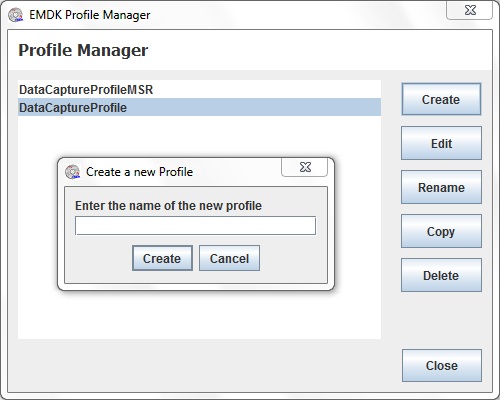 EMDK Profile Manager
Profile Manager
DataCaptureProfileMSR
DataCaptureProfile
Create
Edit
Rename
Copy
Delete
Close
Create a new Profile
Enter the name of the new profile
Create
Cancel